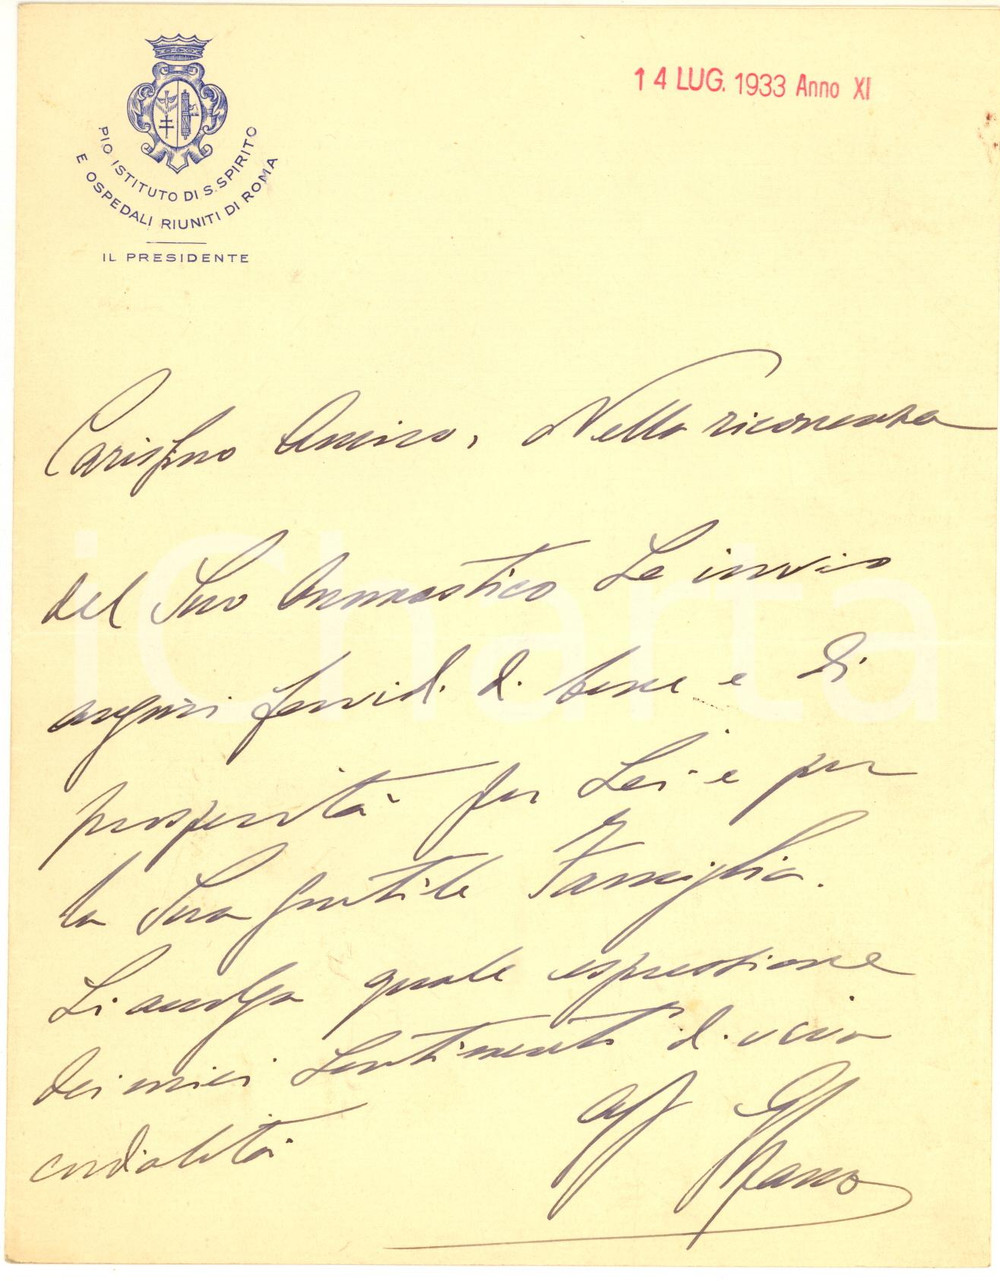 PIO ISTITUTO DI S. SPIRITO
E OSPEDALI RIUNITI DI ROMA
IL PRESIDENTE
14 LUG. 1933 Anno XI
Carissimo Amico, Nella ricorrenza
del Suo Onomastico Le invio
auguri fervidi di bene e di
prosperità per Lei e per
la Sua gentile Famiglia.
Li accolga quale espressione
dei miei sentimenti di viva
cordialità
aff
iCharta